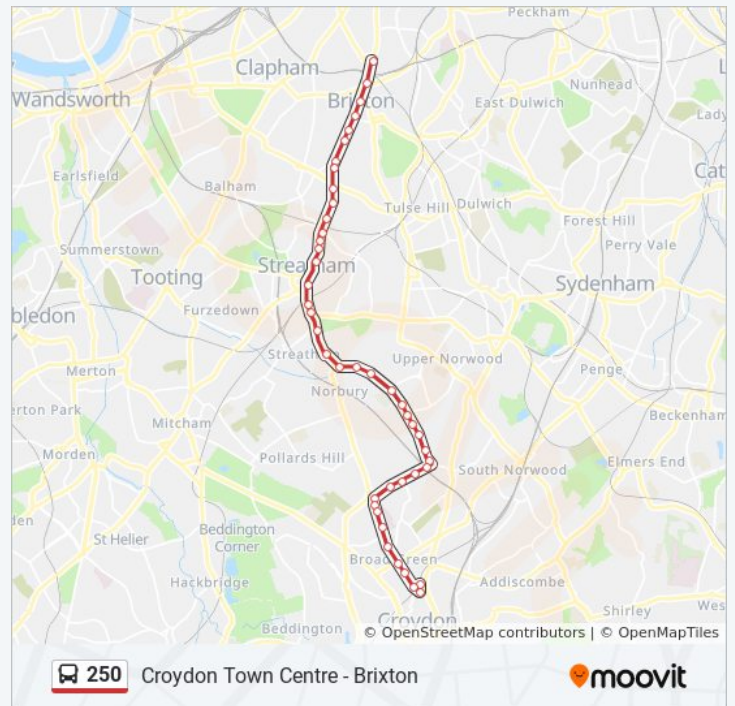 Peckham
Clapham
Nunhead
Wandsworth
Brixton
East Dulwich
Lady
Earlsfield
Cat
Balham
Tulse Hill
Dulwich
Forest Hill
Summerstown
Perry Vale
Streatham
Tooting
Sydenham
Furzedown
bledon
Streath
Upper Norwood
Merton
Penge
Norbury
erton Park
Mitcham
Beckenham
Morden
Pollards Hill
South Norwood
Elmers End
den
St Helier
Beddington
Corner
Broad Green
Hackbridge
Addiscombe
Shirley
Wes
Croydon
Beddington
© OpenStreetMap contributors | © OpenMapTiles
250 Croydon Town Centre - Brixton
moovit